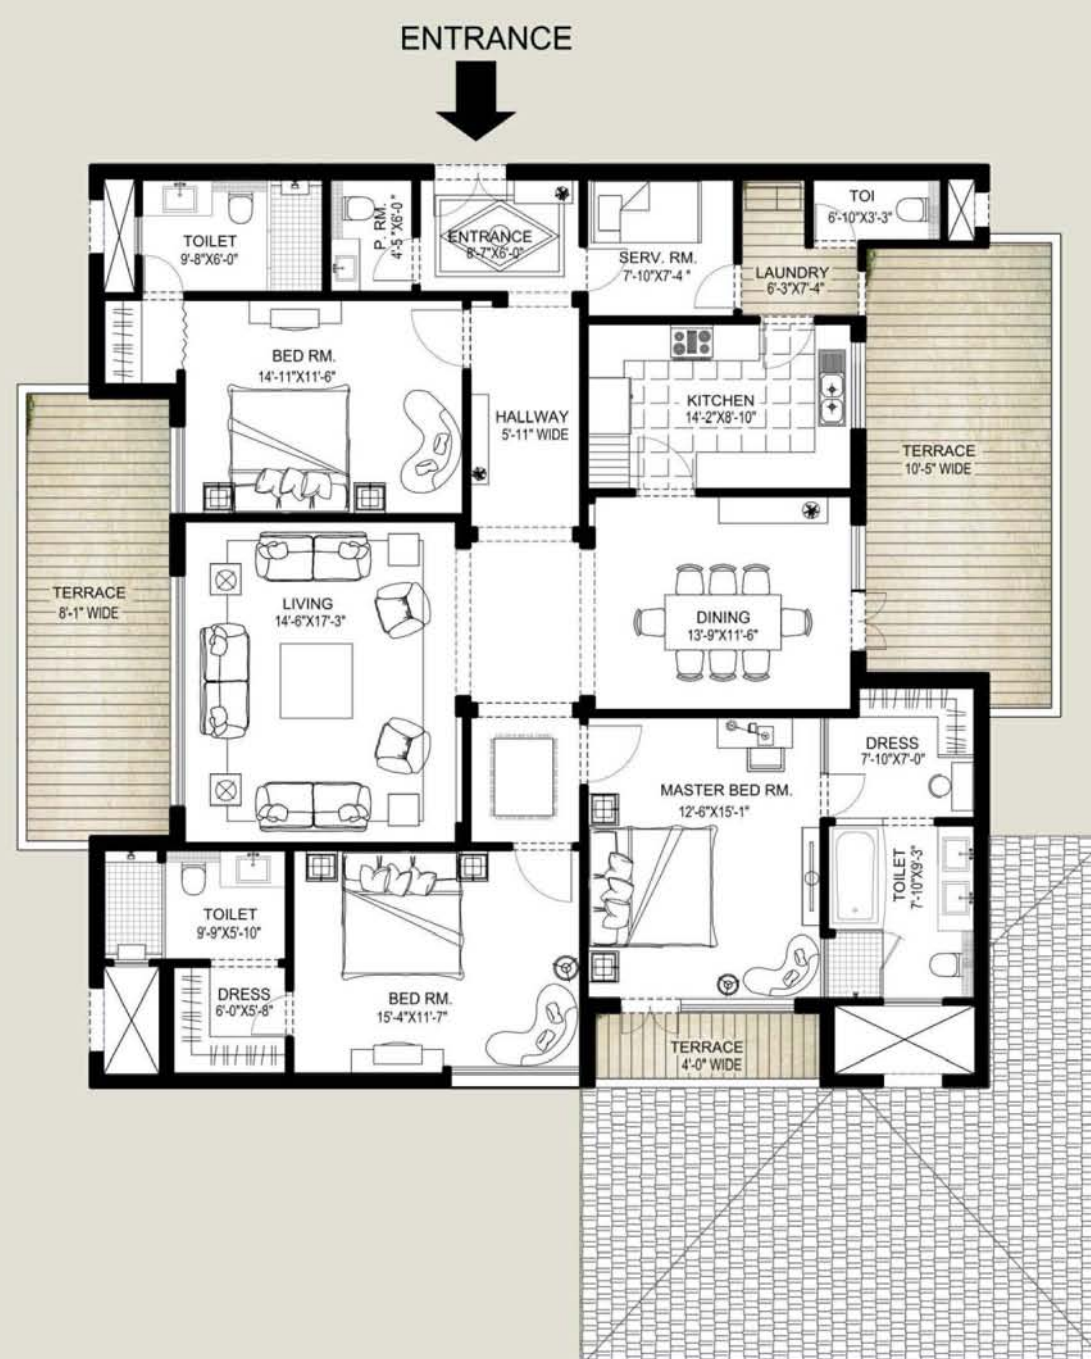 ENTRANCE
TOILET
9'-8"X6'-0"
P. RM.
4'-5 "X6'-0 "
ENTRANCE
8'-7"X6'-0"
SERV. RM.
7'-10"X7'-4 "
LAUNDRY
6'-3"X7'-4"
TOI
6'-10"X3'-3"
BED RM.
14'-11"X11'-6"
HALLWAY
5'-11" WIDE
KITCHEN
14'-2"X8'-10"
TERRACE
10'-5" WIDE
TERRACE
8'-1" WIDE
LIVING
14'-6"X17'-3"
DINING
13'-9"X11'-6"
DRESS
7'-10"X7'-0"
MASTER BED RM.
12'-6"X15'-1"
TOILET
7'-10"X9'-3"
TOILET
9'-9"X5'-10"
DRESS
6'-0"X5'-8"
BED RM.
15'-4"X11'-7"
TERRACE
4'-0" WIDE